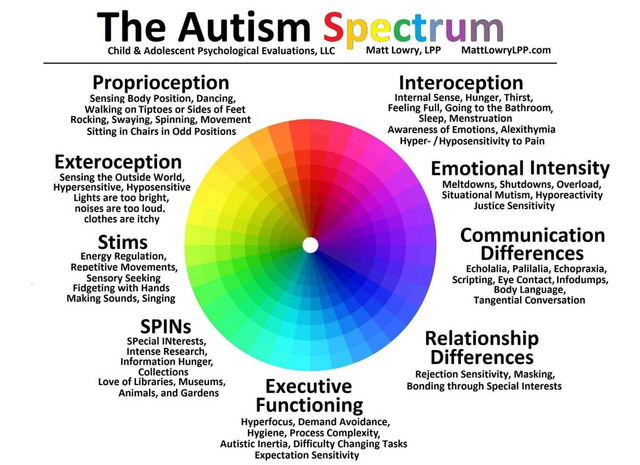 The Autism Spectrum
Child & Adolescent Psychological Evaluations, LLC Matt Lowry, LPP MattLowryLPP.com
Proprioception
Sensing Body Position, Dancing,
Walking on Tiptoes or Sides of Feet
Rocking, Swaying, Spinning, Movement
Sitting in Chairs in Odd Positions
Interoception
Internal Sense, Hunger, Thirst,
Feeling Full, Going to the Bathroom,
Sleep, Menstruation
Awareness of Emotions, Alexithymia
Hyper- /Hyposensitivity to Pain
Exteroception
Sensing the Outside World,
Hypersensitive, Hyposensitive
Lights are too bright,
noises are too loud,
clothes are itchy
Emotional Intensity
Meltdowns, Shutdowns, Overload,
Situational Mutism, Hyporeactivity
Justice Sensitivity
Stims
Energy Regulation,
Repetitive Movements,
Sensory Seeking
Fidgeting with Hands
Making Sounds, Singing
Communication
Differences
Echolalia, Palilalia, Echopraxia,
Scripting, Eye Contact, Infodumps,
Body Language,
Tangential Conversation
SPINs
SPecial INterests,
Intense Research,
Information Hunger,
Collections
Love of Libraries, Museums,
Animals, and Gardens
Relationship
Differences
Rejection Sensitivity, Masking,
Bonding through Special Interests
Executive
Functioning
Hyperfocus, Demand Avoidance,
Hygiene, Process Complexity,
Autistic Inertia, Difficulty Changing Tasks
Expectation Sensitivity